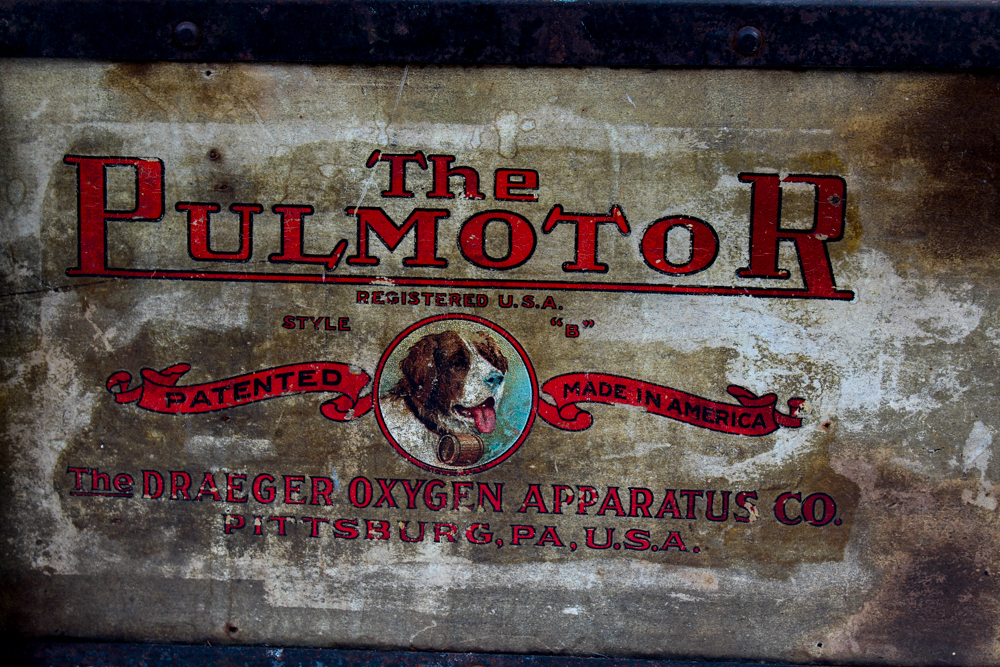 The
PULMOTOR
REGISTERED U.S.A.
STYLE “B”
PATENTED MADE IN AMERICA
The DRAEGER OXYGEN APPARATUS CO.
PITTSBURG, PA, U.S.A.